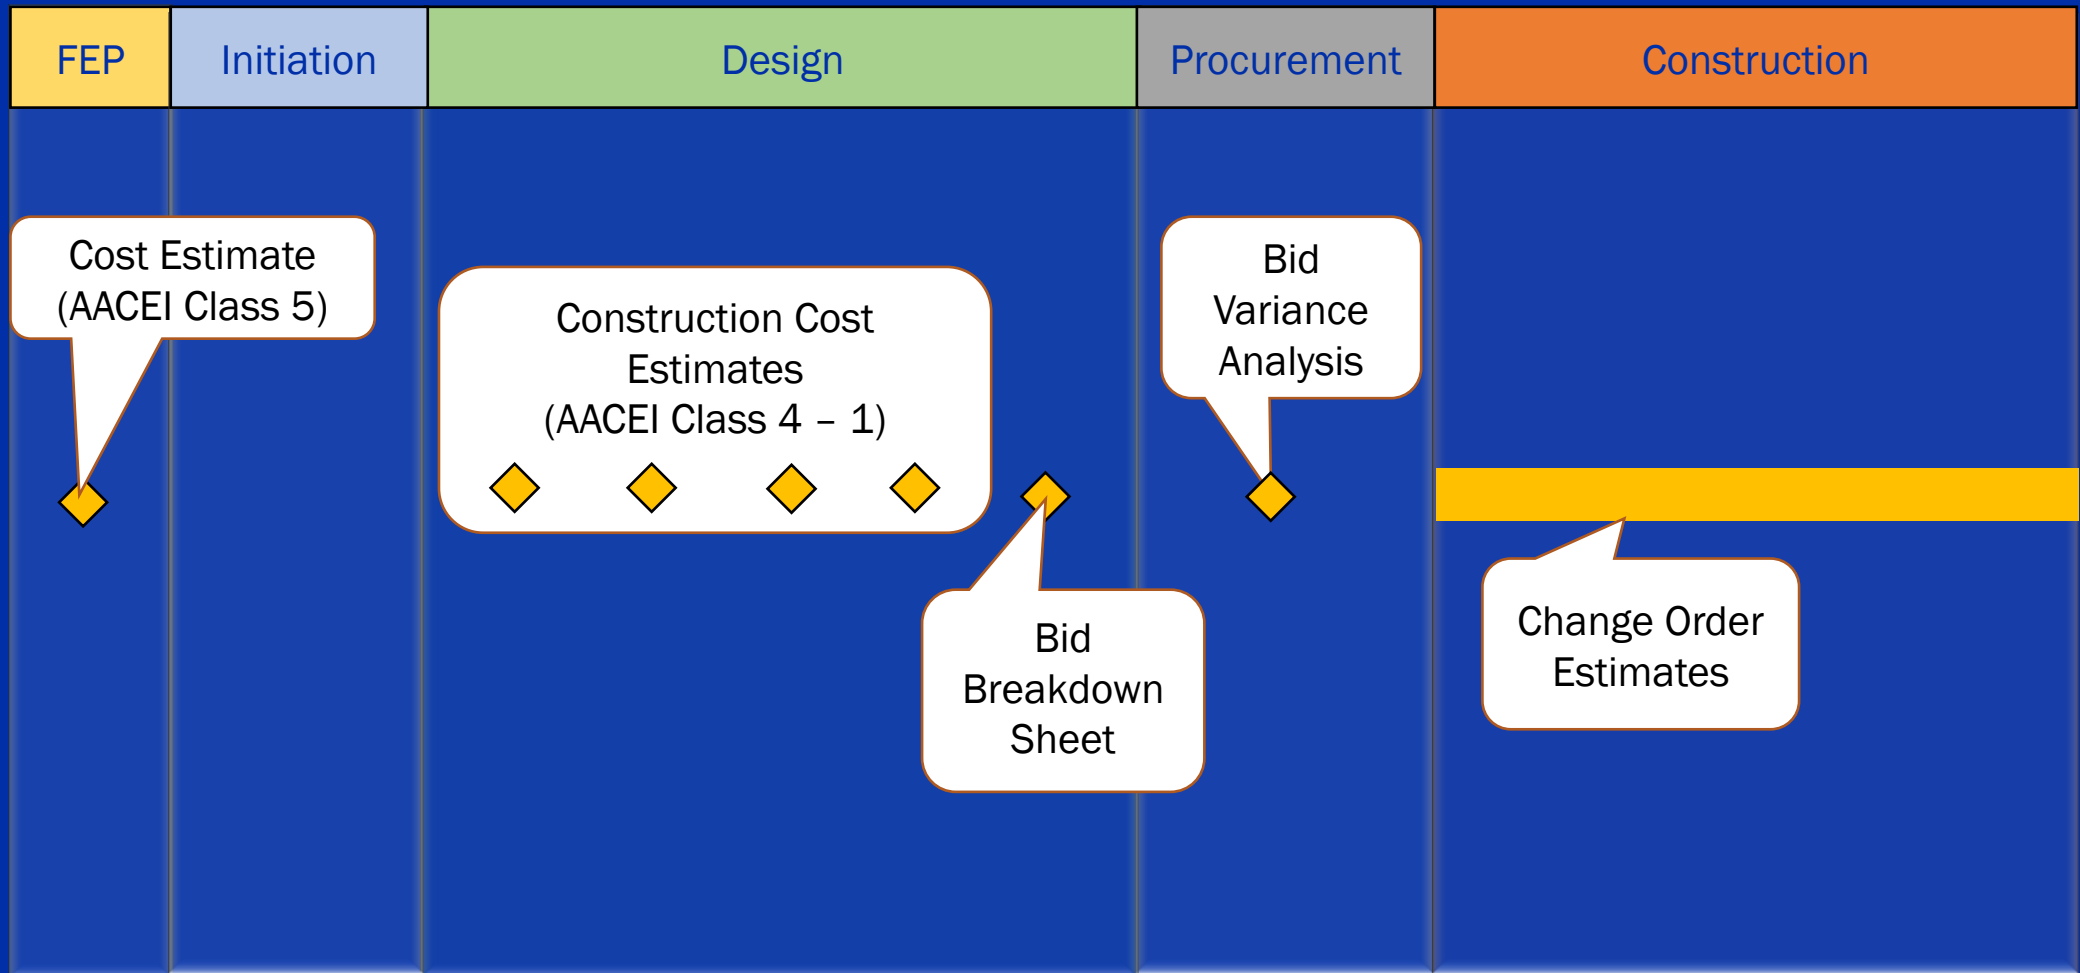 FEP
Initiation
Design
Procurement
Construction
Cost Estimate
(AACEI Class 5)
Construction Cost
Estimates
(AACEI Class 4 – 1)
Bid
Variance
Analysis
Bid
Breakdown
Sheet
Change Order
Estimates